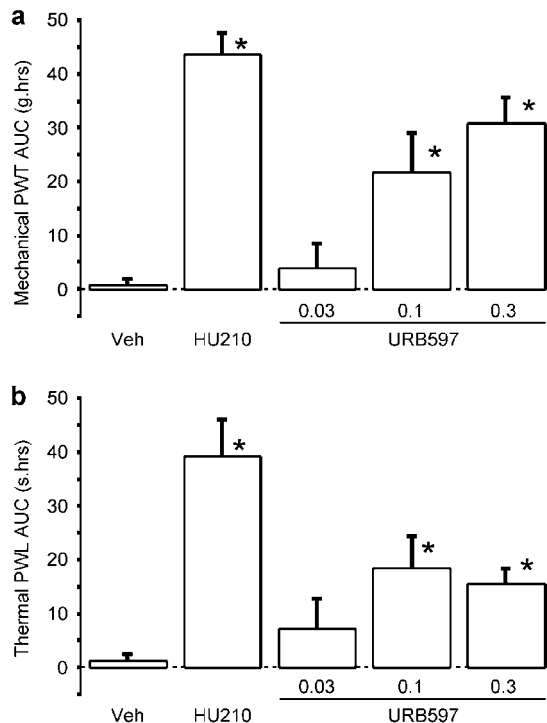 a
Mechanical PWT AUC (g.hrs)
50
40
30
20
10
0
*
*
*
0.03 0.1 0.3
Veh HU210 URB597
b
Thermal PWL AUC (s.hrs)
50
40
30
20
10
0
*
*
*
0.03 0.1 0.3
Veh HU210 URB597